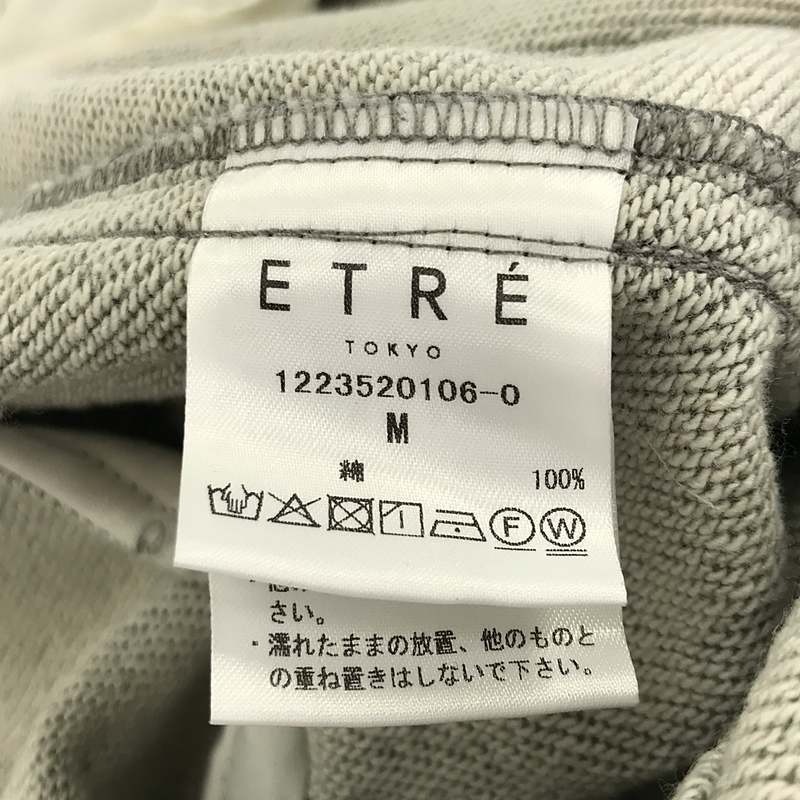 ETRÉ
TOKYO
1223520106-0
M
綿 100%
F W
さい。
・濡れたままの放置、他のものと
の重ね置きはしないで下さい。